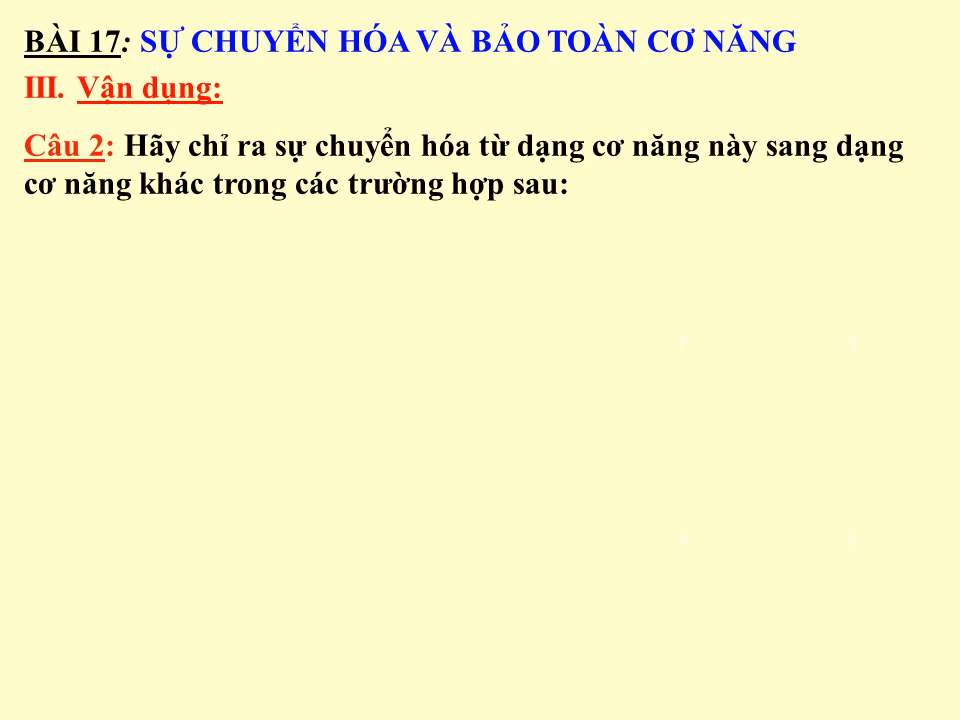 BÀI 17: SỰ CHUYỂN HÓA VÀ BẢO TOÀN CƠ NĂNG
III. Vận dụng:
Câu 2: Hãy chỉ ra sự chuyển hóa từ dạng cơ năng này sang dạng
cơ năng khác trong các trường hợp sau: